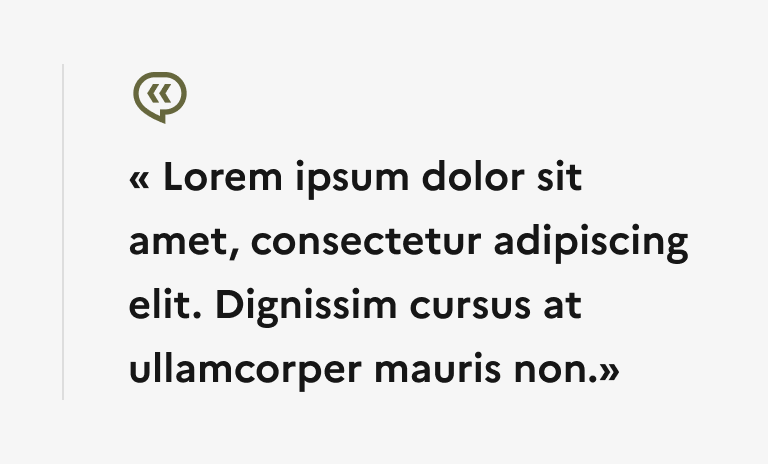 « Lorem ipsum dolor sit
amet, consectetur adipiscing
elit. Dignissim cursus at
ullamcorper mauris non.»